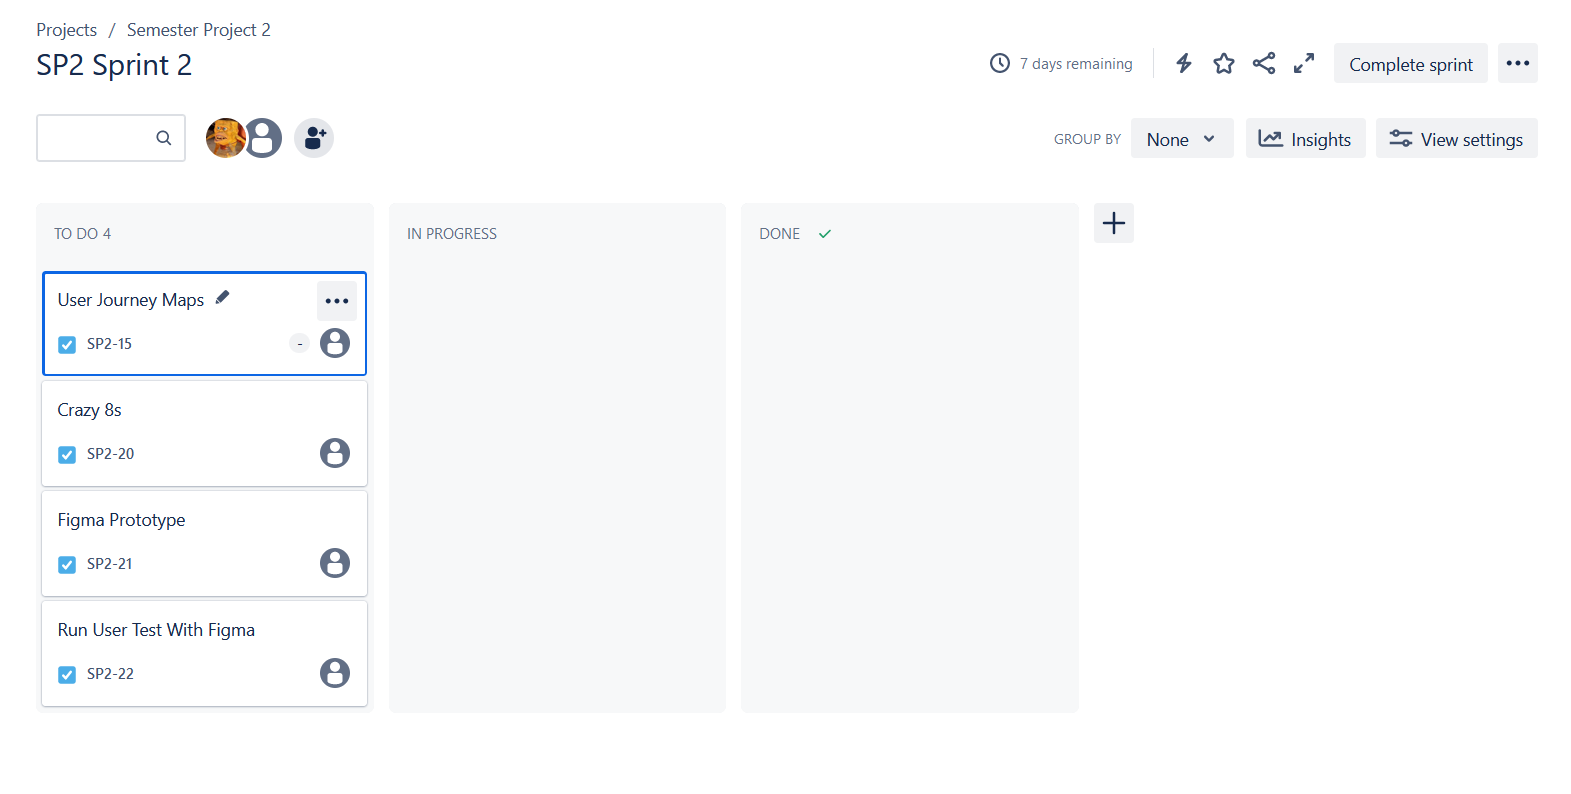 Projects / Semester Project 2
SP2 Sprint 2
7 days remaining
Complete sprint
GROUP BY
None
Insights
View settings
TO DO 4
User Journey Maps
SP2-15
-
Crazy 8s
SP2-20
Figma Prototype
SP2-21
Run User Test With Figma
SP2-22
IN PROGRESS
DONE